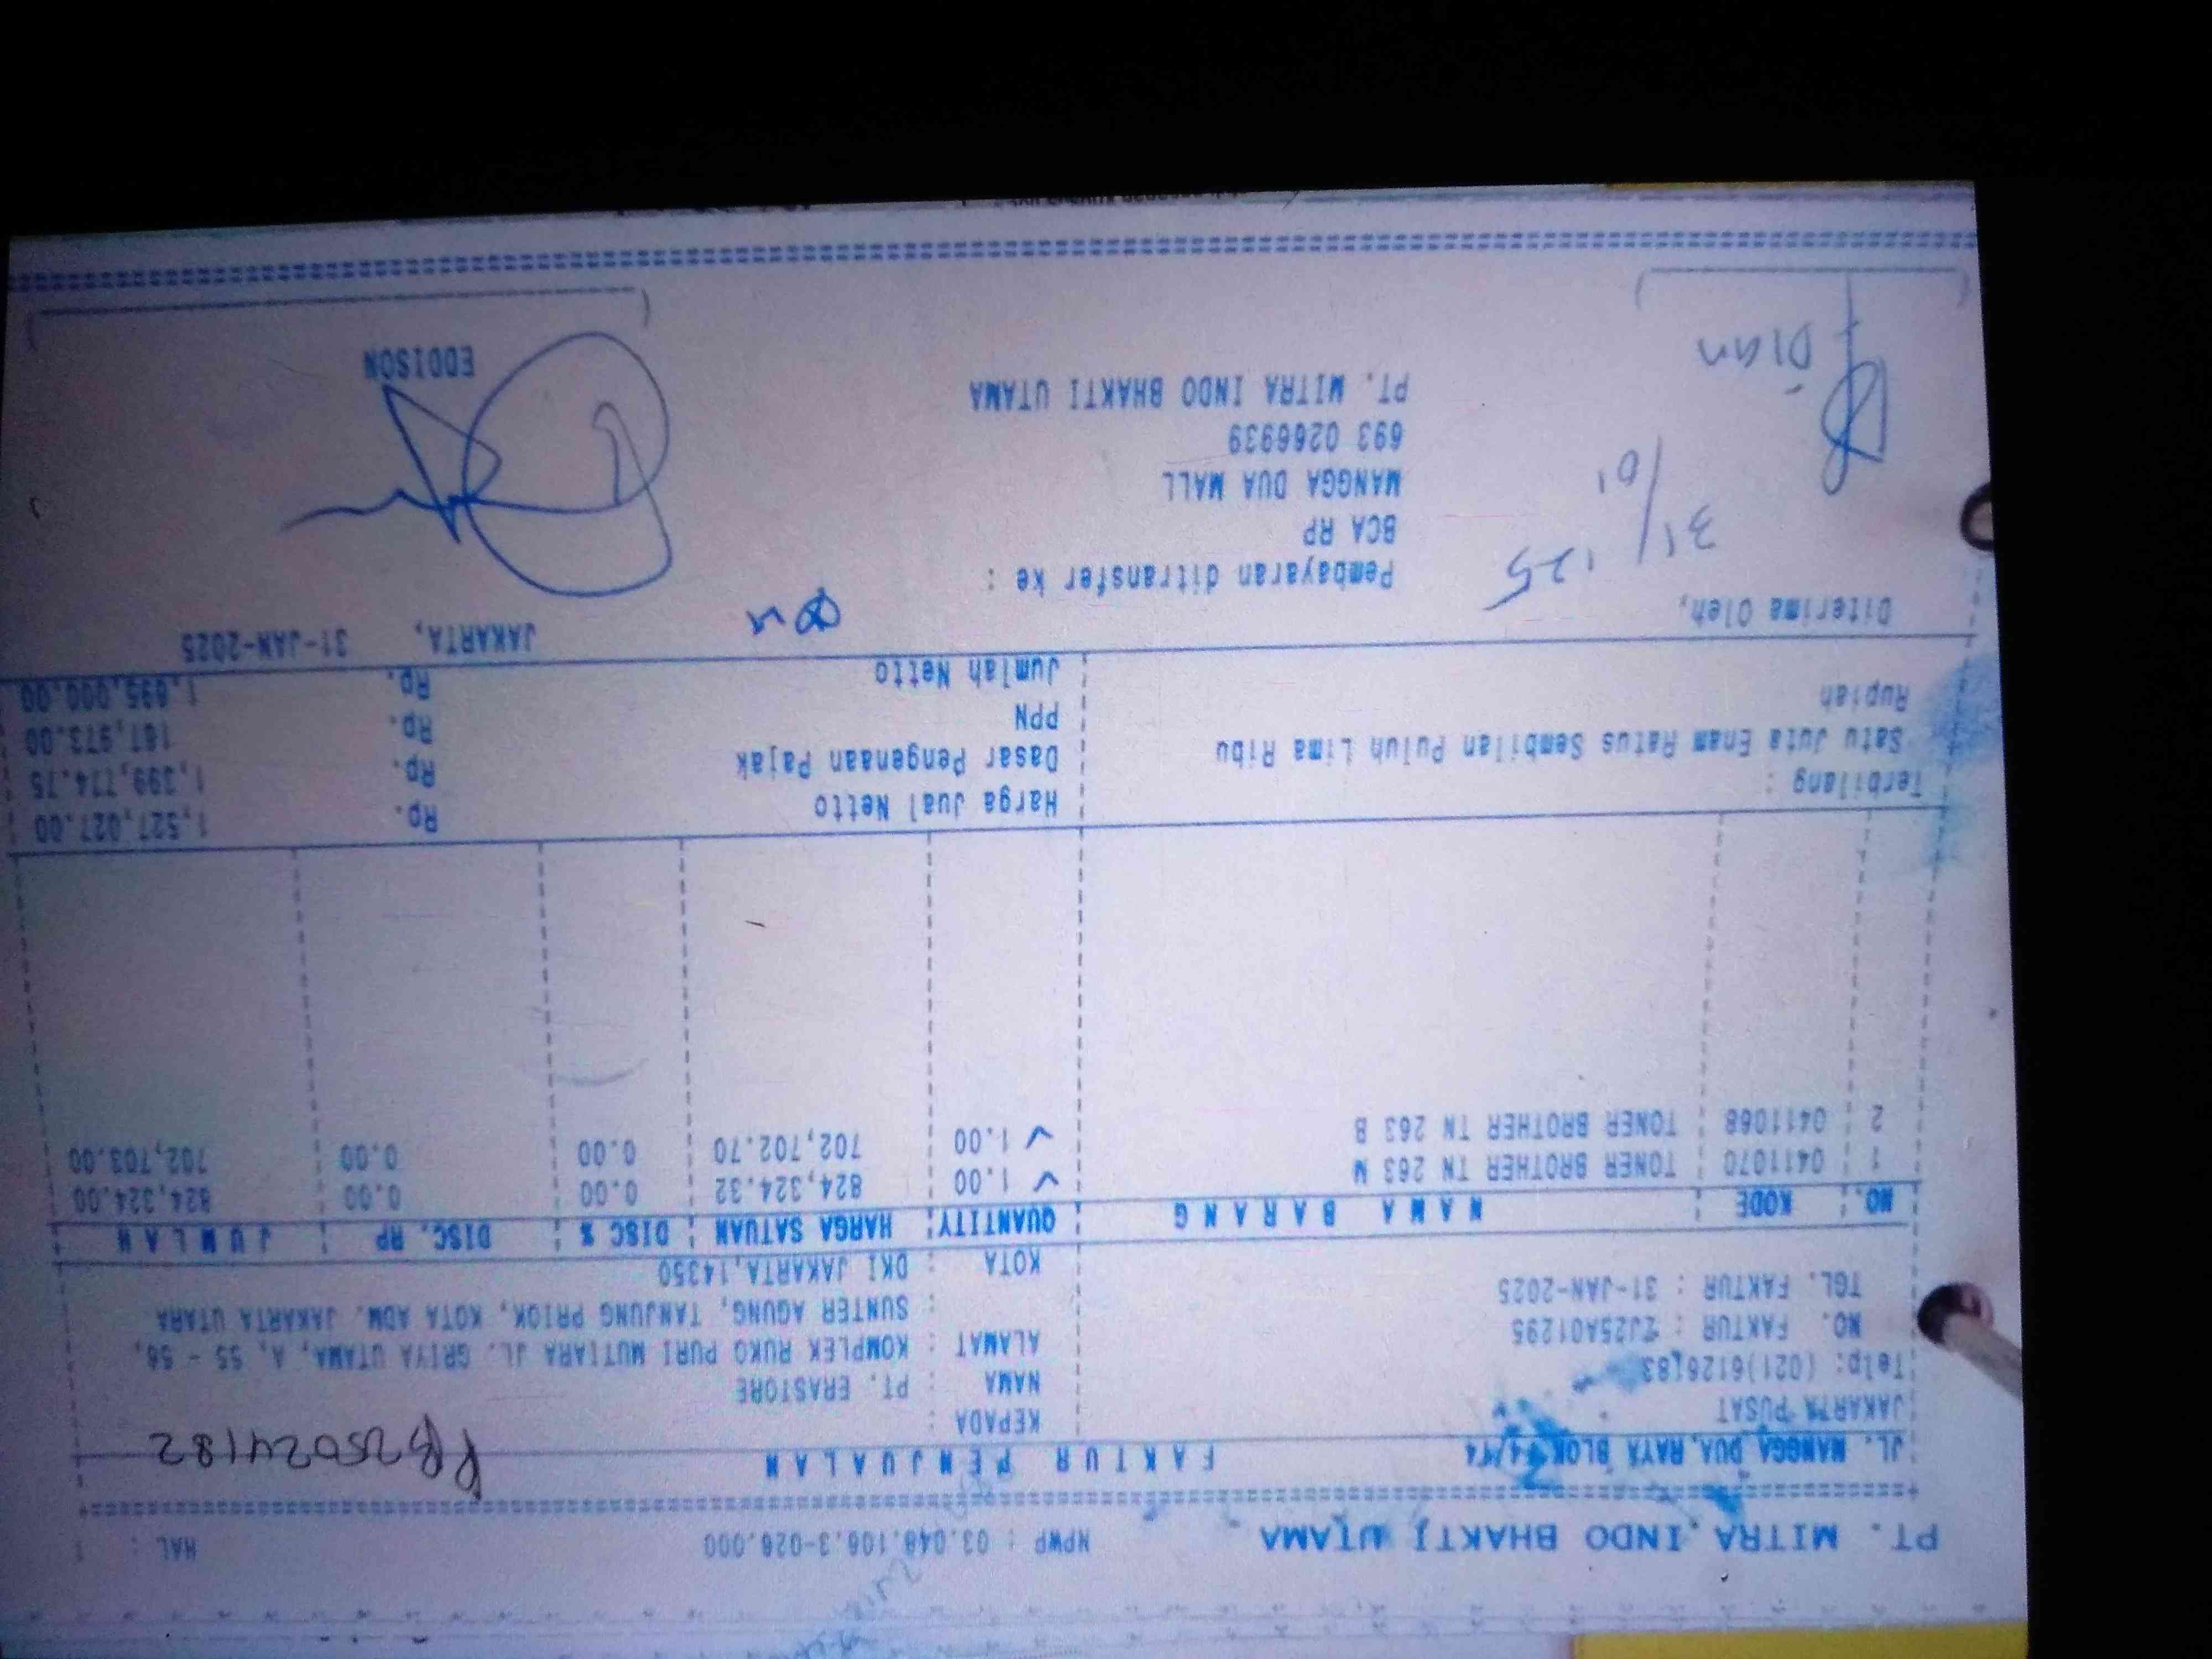 PT. MITRA INDO BHAKTI UTAMA NPWP : 03.048.106.3-026.000 HAL : 1
JL. MANGGA DUA RAYA BLOK FAKTUR PENJUALAN PB25024182
JAKARTA PUSAT KEPADA :
Telp: NAMA : PT. ERASTORE
NO. FAKTUR : ALAMAT : KOMPLEK RUKO PURI MUTIARA JL. GRIYA UTAMA, A, 55 - 56,
: SUNTER AGUNG, TANJUNG PRIOK, KOTA ADM. JAKARTA UTARA
TGL. FAKTUR : 31-JAN-2025 KOTA : DKI JAKARTA,14350
NO. KODE NAMA BARANG QUANTITY HARGA SATUAN DISC % DISC. RP JUMLAH
1 0411070 TONER BROTHER TN 263 M 1.00 824,324.32 0.00 0.00 824,324.00
2 0411068 TONER BROTHER TN 263 B 1.00 702,702.70 0.00 0.00 702,703.00
Terbilang : Harga Jual Netto Rp. 1,527,027.00
Satu Juta Enam Ratus Sembilan Puluh Lima Ribu Dasar Pengenaan Pajak Rp. 1,399,774.75
PPN Rp. 167,973.00
Rupiah Jumlah Netto Rp. 1,695,000.00
JAKARTA, 31-JAN-2025
Diterima Oleh, Pembayaran ditransfer ke :
31/01 '25 BCA RP
MANGGA DUA MALL
693 0266939
PT. MITRA INDO BHAKTI UTAMA
Dian EDDISON